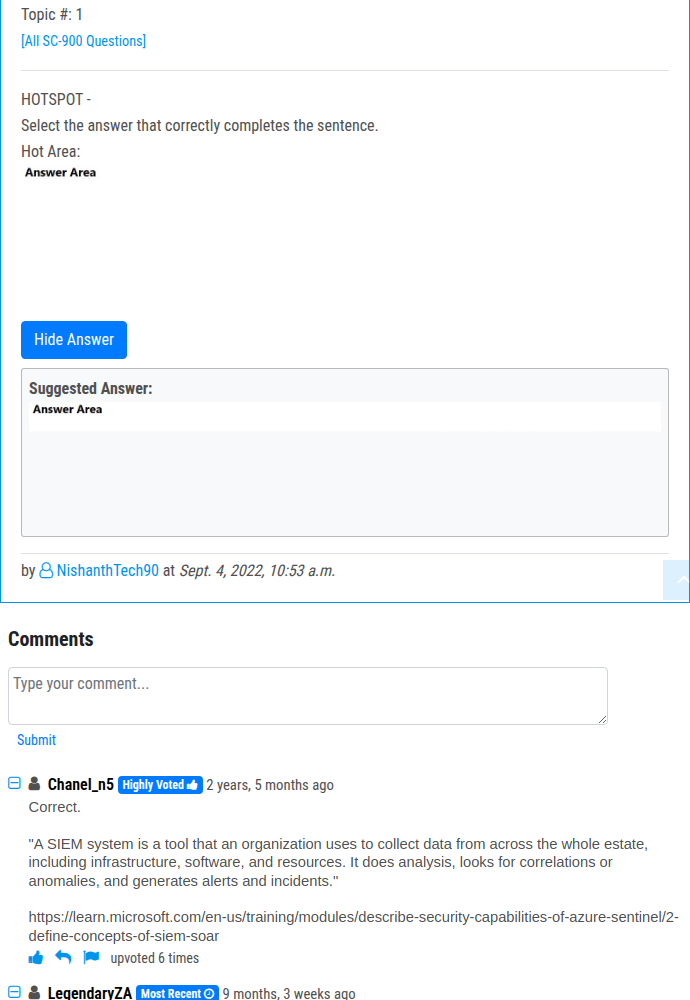 Topic #: 1
[All SC-900 Questions]
HOTSPOT -
Select the answer that correctly completes the sentence.
Hot Area:
Answer Area
Hide Answer
Suggested Answer:
Answer Area
by NishanthTech90 at Sept. 4, 2022, 10:53 a.m.
Comments
Type your comment...
Submit
Chanel_n5 Highly Voted 2 years, 5 months ago
Correct.
"A SIEM system is a tool that an organization uses to collect data from across the whole estate,
including infrastructure, software, and resources. It does analysis, looks for correlations or
anomalies, and generates alerts and incidents."
https://learn.microsoft.com/en-us/training/modules/describe-security-capabilities-of-azure-sentinel/2-
define-concepts-of-siem-soar
upvoted 6 times
LegendaryZA Most Recent 9 months, 3 weeks ago